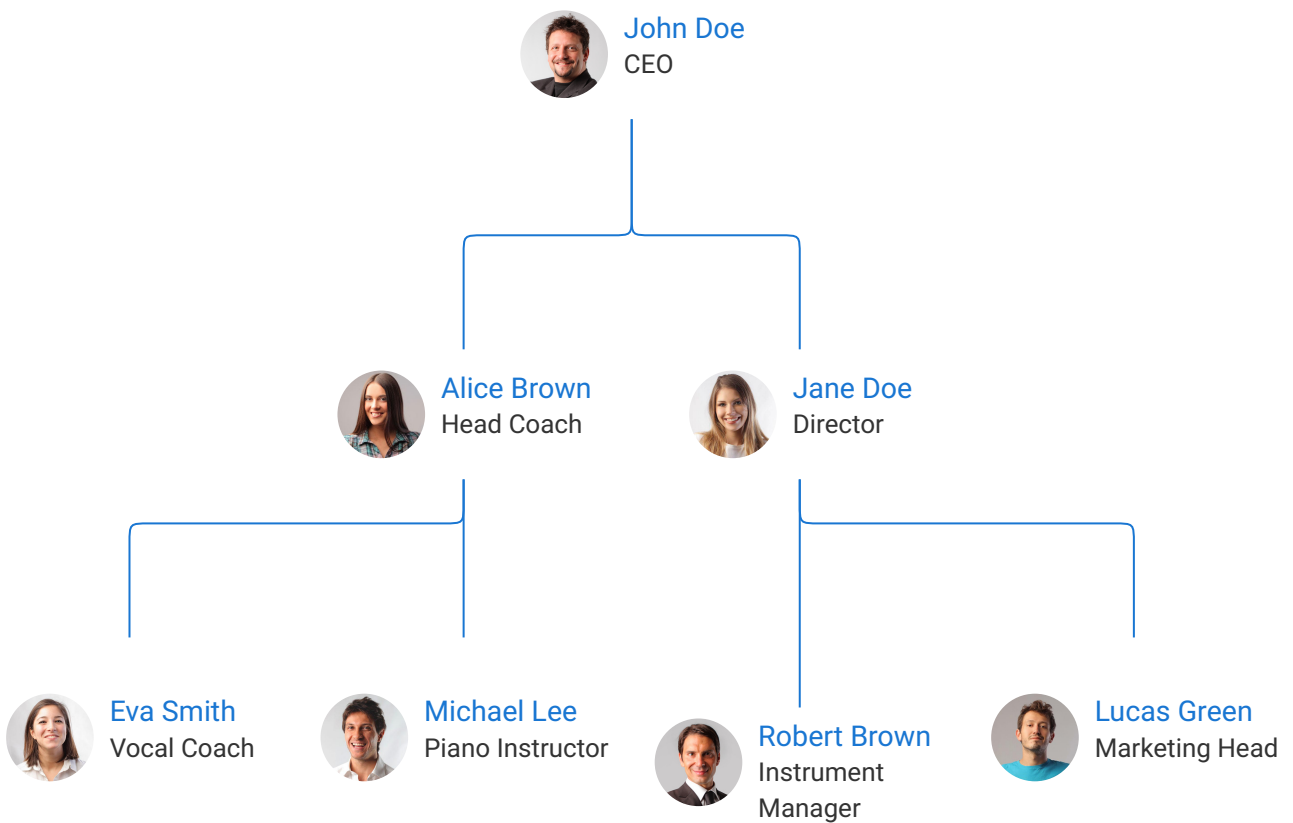 John Doe
CEO
Alice Brown
Head Coach
Jane Doe
Director
Eva Smith
Vocal Coach
Michael Lee
Piano Instructor
Robert Brown
Instrument
Manager
Lucas Green
Marketing Head